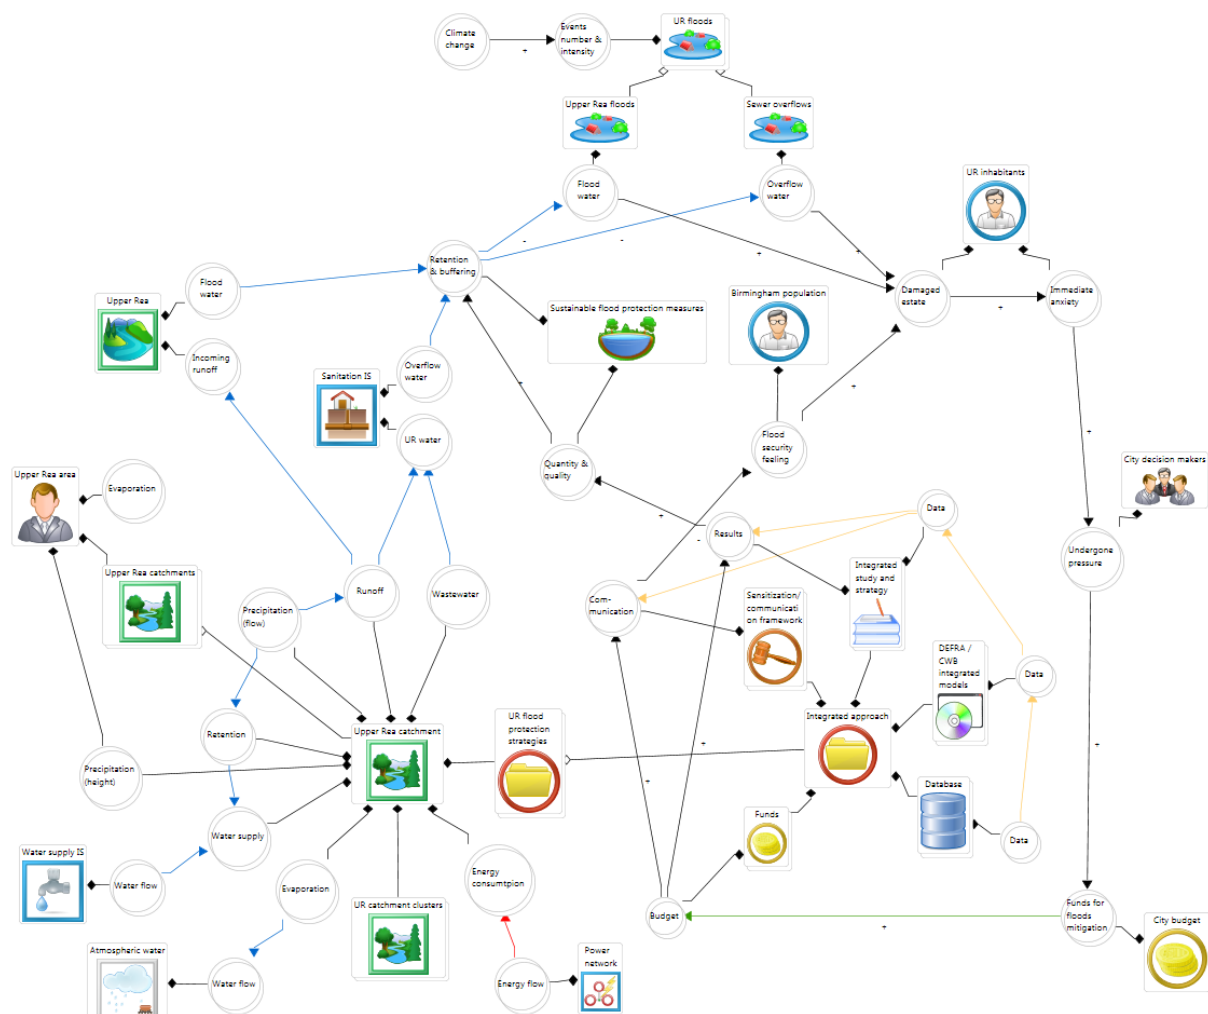 UR floods
Climate
change
Events
number &
intensity
+
Upper Rea floods
Sewer overflows
Flood
water
Overflow
water
UR inhabitants
-
-
+
+
Retention
& buffering
Flood
water
Upper Rea
Incoming
runoff
Damaged
estate
Immediate
anxiety
+
Birmingham population
Sustainable flood protection measures
Sanitation IS
Overflow
water
+
+
UR water
Quantity &
quality
Flood
security
feeling
+
City decision makers
Upper Rea area
Evaporation
Data
+
Results
-
Undergone
pressure
Upper Rea catchments
Runoff
Wastewater
Precipitation
(flow)
Com-
munication
Sensitization/
communicati
on framework
Integrated
study and
strategy
DEFRA /
CWB
integrated
models
Data
Retention
Upper Rea catchment
UR flood
protection
strategies
Integrated approach
+
+
Precipitation
(height)
+
Database
Funds
Water supply
Data
Water supply IS
Water flow
Evaporation
Energy
consumtpion
UR catchment clusters
Budget
+
Funds for
floods
mitigation
City budget
Atmospheric water
Water flow
Energy flow
Power
network